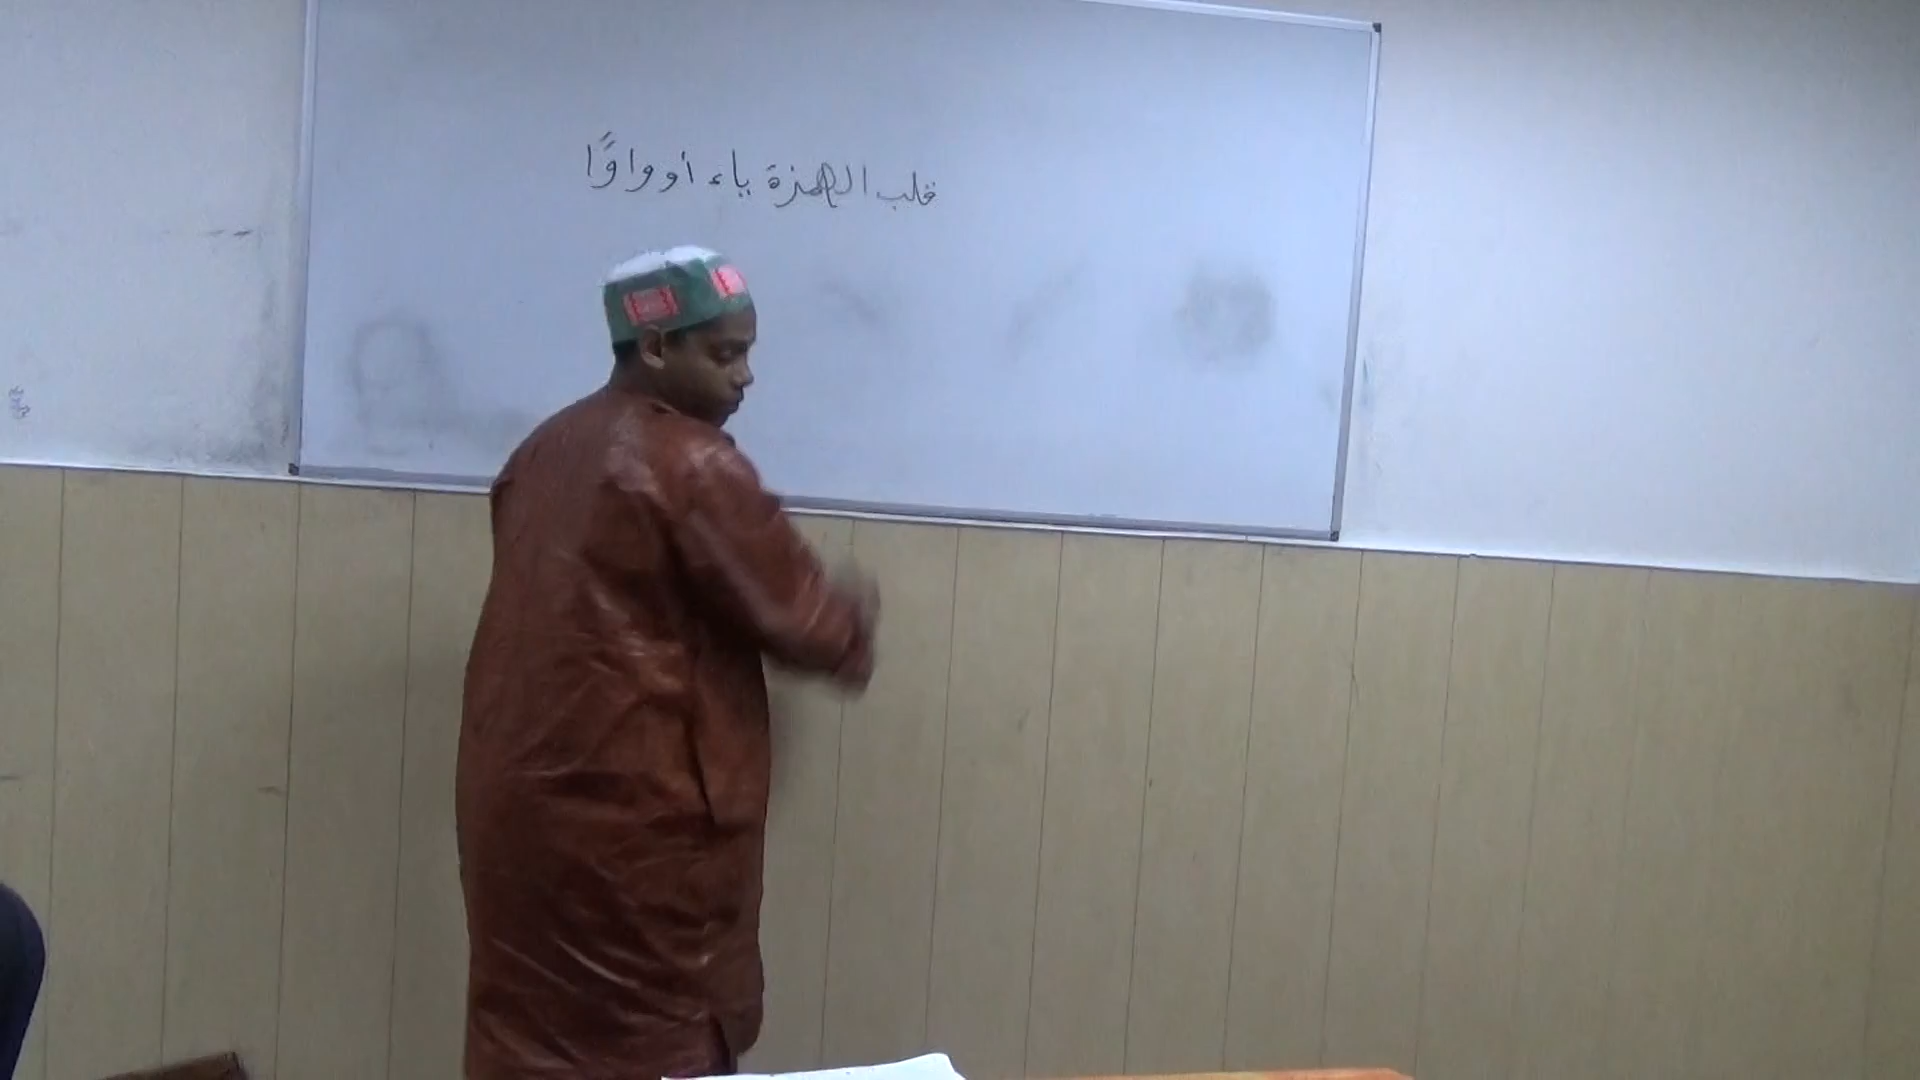 قلب الهمزة ياء أو واوًا